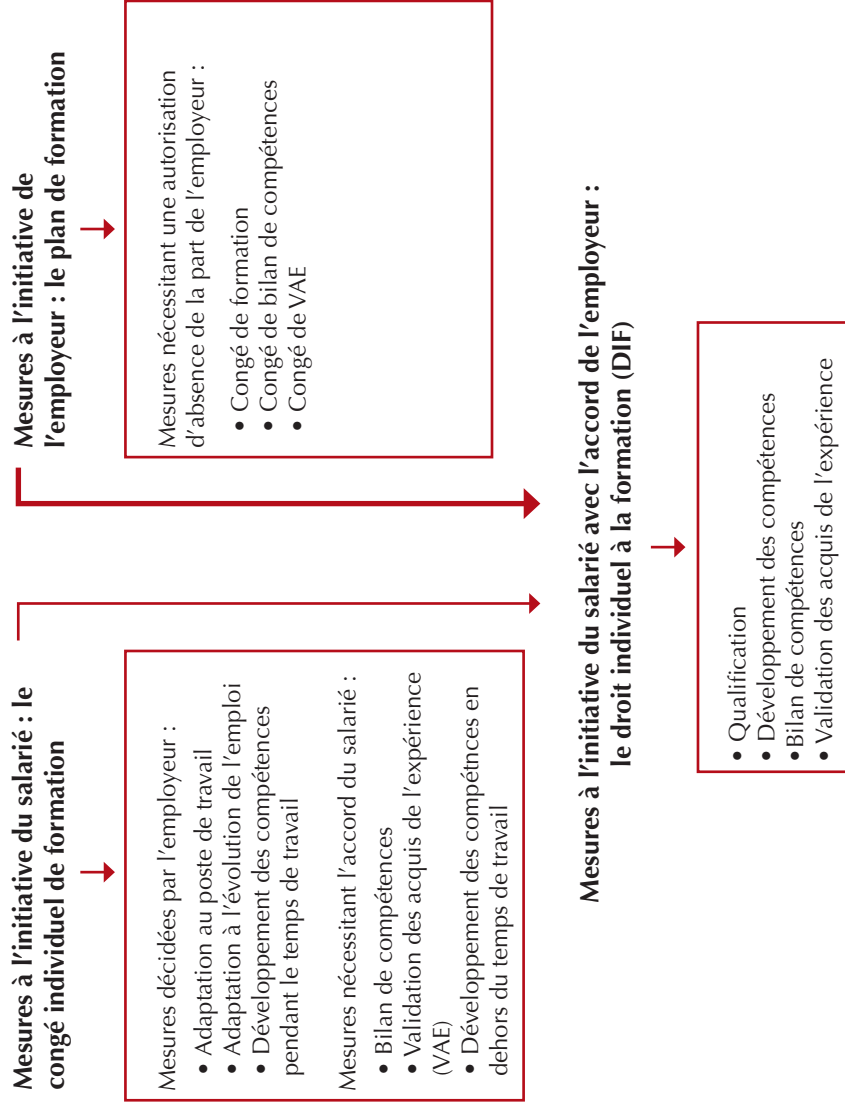 Mesures à l'initiative du salarié : le
congé individuel de formation
Mesures décidées par l'employeur :
• Adaptation au poste de travail
• Adaptation à l'évolution de l'emploi
• Développement des compétences
pendant le temps de travail
Mesures nécessitant l'accord du salarié :
• Bilan de compétences
• Validation des acquis de l'expérience
(VAE)
• Développement des compétnces en
dehors du temps de travail
Mesures à l'initiative de
l'employeur : le plan de formation
Mesures nécessitant une autorisation
d'absence de la part de l'employeur :
• Congé de formation
• Congé de bilan de compétences
• Congé de VAE
Mesures à l'initiative du salarié avec l'accord de l'employeur :
le droit individuel à la formation (DIF)
• Qualification
• Développement des compétences
•Bilan de compétences
• Validation des acquis de l'expérience